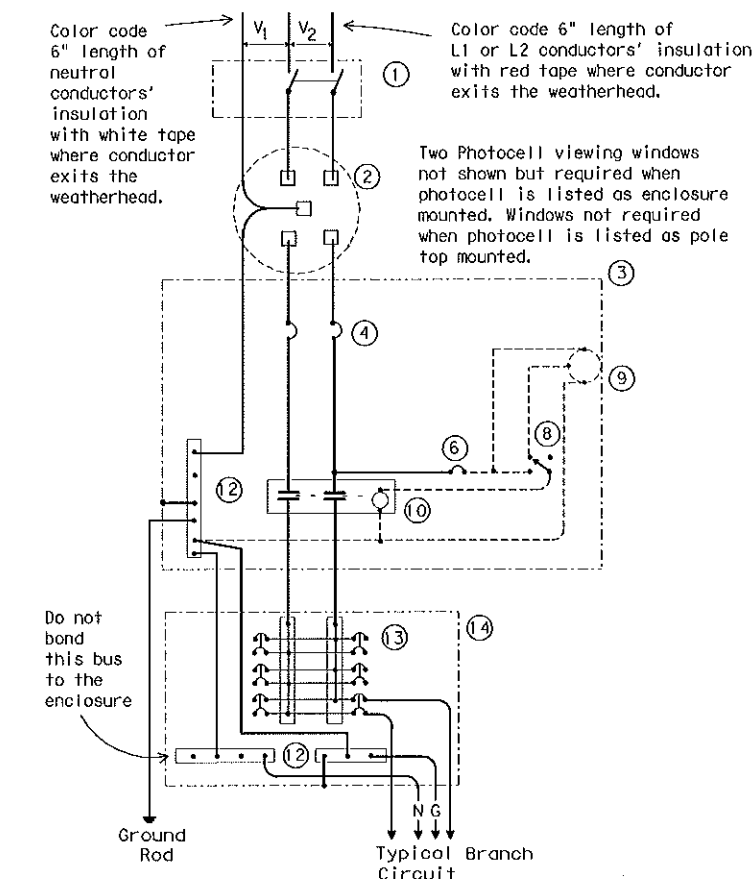 Color code
6" length of
neutral
conductors'
insulation
with white tape
where conductor
exits the
weatherhead.
V1
V2
Color code 6" length of
L1 or L2 conductors' insulation
with red tape where conductor
exits the weatherhead.
1
2
Two Photocell viewing windows
not shown but required when
photocell is listed as enclosure
mounted. Windows not required
when photocell is listed as pole
top mounted.
3
4
9
8
6
12
10
Do not
bond
this bus
to the
enclosure
13
14
12
N G
Ground
Rod
Typical Branch
Circuit